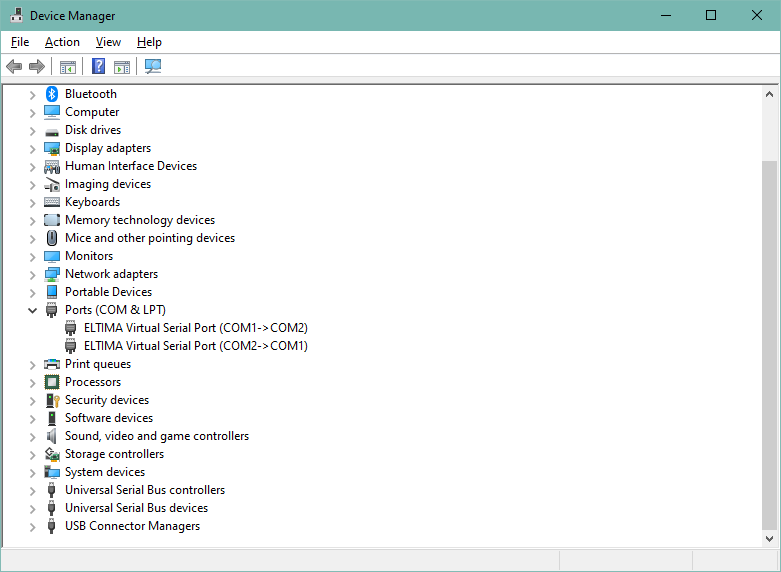 Device Manager
File Action View Help
Bluetooth
Computer
Disk drives
Display adapters
Human Interface Devices
Imaging devices
Keyboards
Memory technology devices
Mice and other pointing devices
Monitors
Network adapters
Portable Devices
Ports (COM & LPT)
ELTIMA Virtual Serial Port (COM1->COM2)
ELTIMA Virtual Serial Port (COM2->COM1)
Print queues
Processors
Security devices
Software devices
Sound, video and game controllers
Storage controllers
System devices
Universal Serial Bus controllers
Universal Serial Bus devices
USB Connector Managers